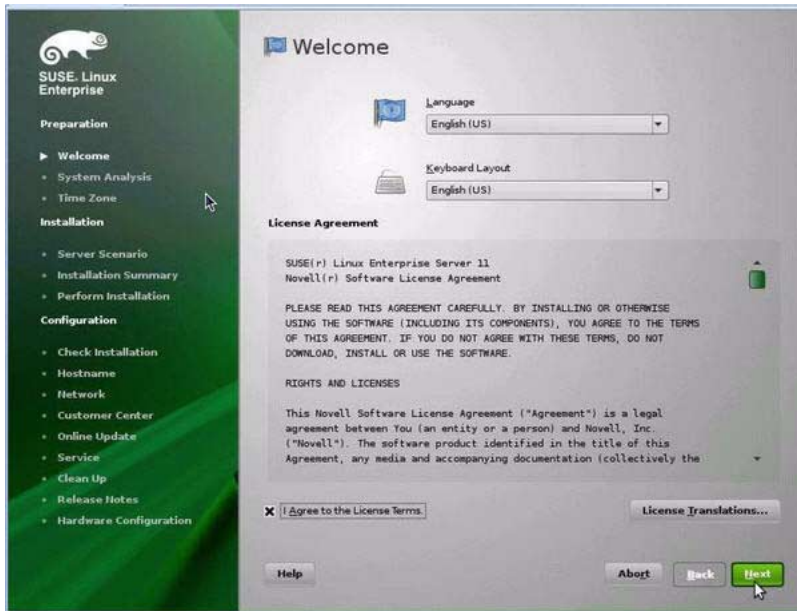 SUSE. Linux
Enterprise
Preparation
Welcome
System Analysis
Time Zone
Installation
Server Scenario
Installation Summary
Perform Installation
Configuration
Check Installation
Hostname
Network
Customer Center
Online Update
Service
Clean Up
Release Notes
Hardware Configuration
Welcome
Language
English (US)
Keyboard Layout
English (US)
License Agreement
SUSE(r) Linux Enterprise Server 11
Novell(r) Software License Agreement
PLEASE READ THIS AGREEMENT CAREFULLY. BY INSTALLING OR OTHERWISE
USING THE SOFTWARE (INCLUDING ITS COMPONENTS), YOU AGREE TO THE TERMS
OF THIS AGREEMENT. IF YOU DO NOT AGREE WITH THESE TERMS, DO NOT
DOWNLOAD, INSTALL OR USE THE SOFTWARE.
RIGHTS AND LICENSES
This Novell Software License Agreement ("Agreement") is a legal
agreement between You (an entity or a person) and Novell, Inc.
("Novell"). The software product identified in the title of this
Agreement, any media and accompanying documentation (collectively the
I Agree to the License Terms.
License Translations...
Help
Abort
Back
Next